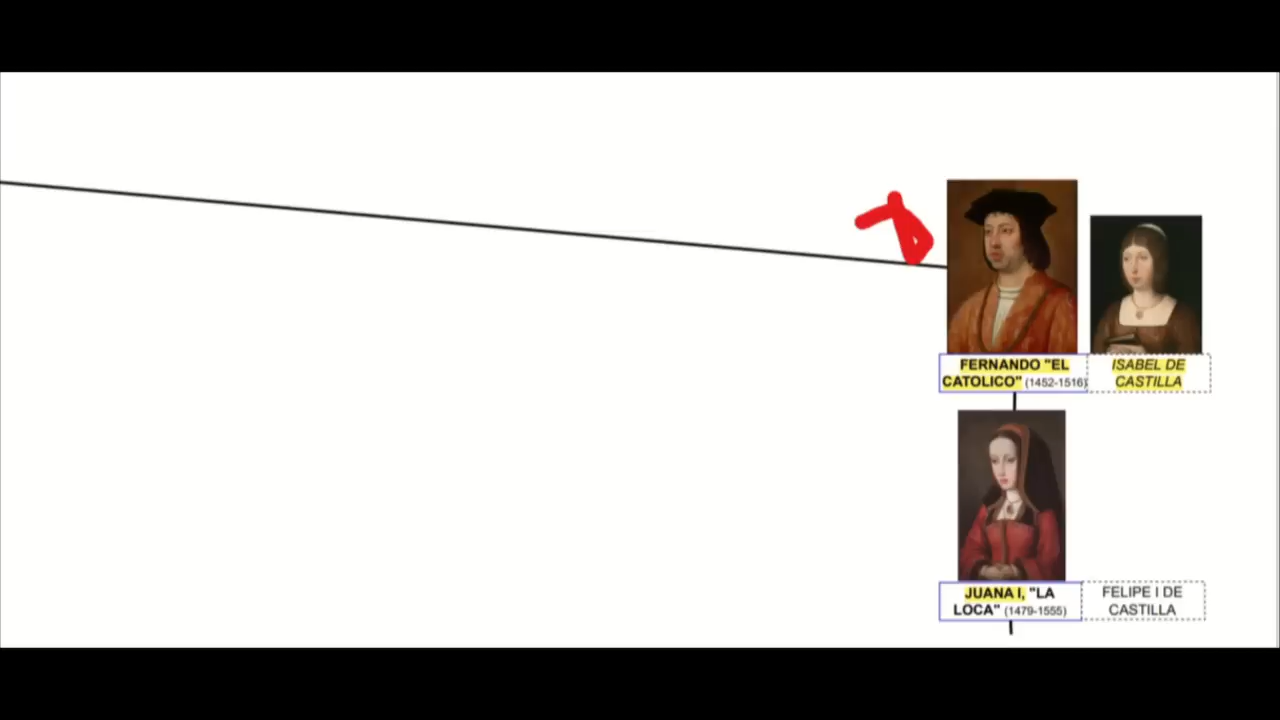 FERNANDO "EL
CATOLICO" (1452-1516)
ISABEL DE
CASTILLA
JUANA I, "LA
LOCA" (1479-1555)
FELIPE I DE
CASTILLA